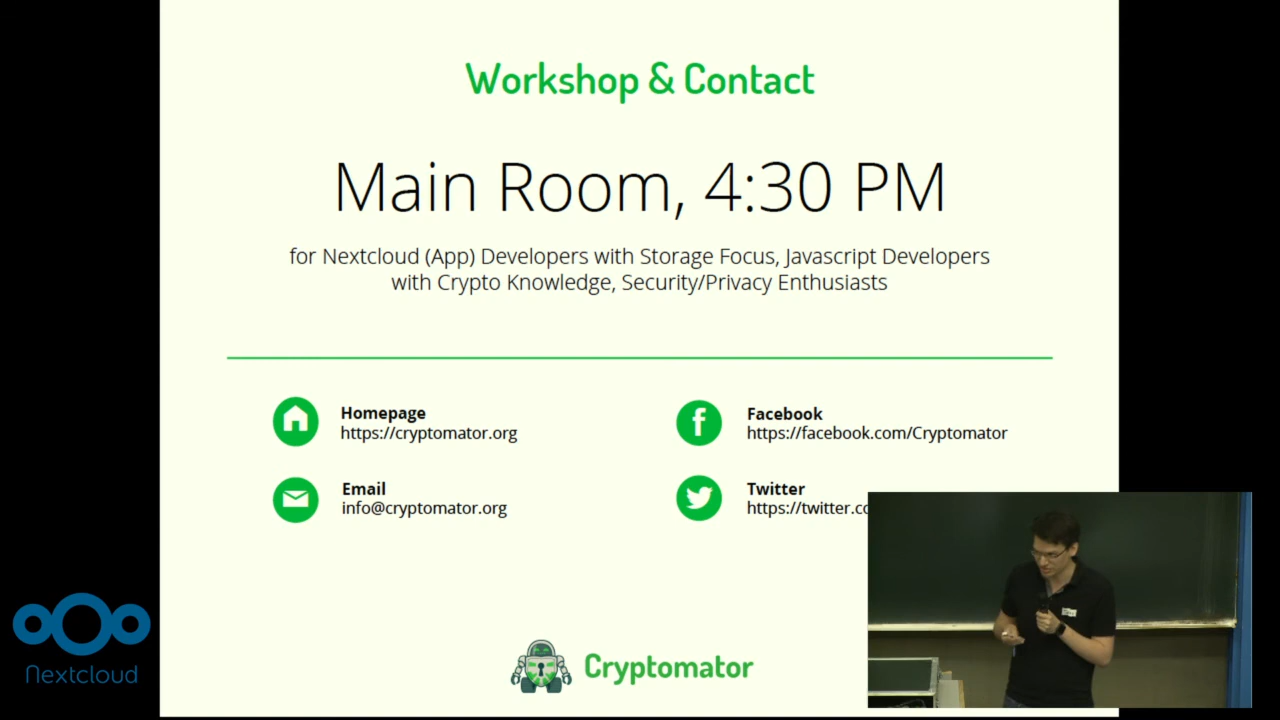 Workshop & Contact
Main Room, 4:30 PM
for Nextcloud (App) Developers with Storage Focus, Javascript Developers
with Crypto Knowledge, Security/Privacy Enthusiasts
Homepage
https://cryptomator.org
Facebook
https://facebook.com/Cryptomator
Email
info@cryptomator.org
Twitter
https://twitter.co
Nextcloud
Cryptomator